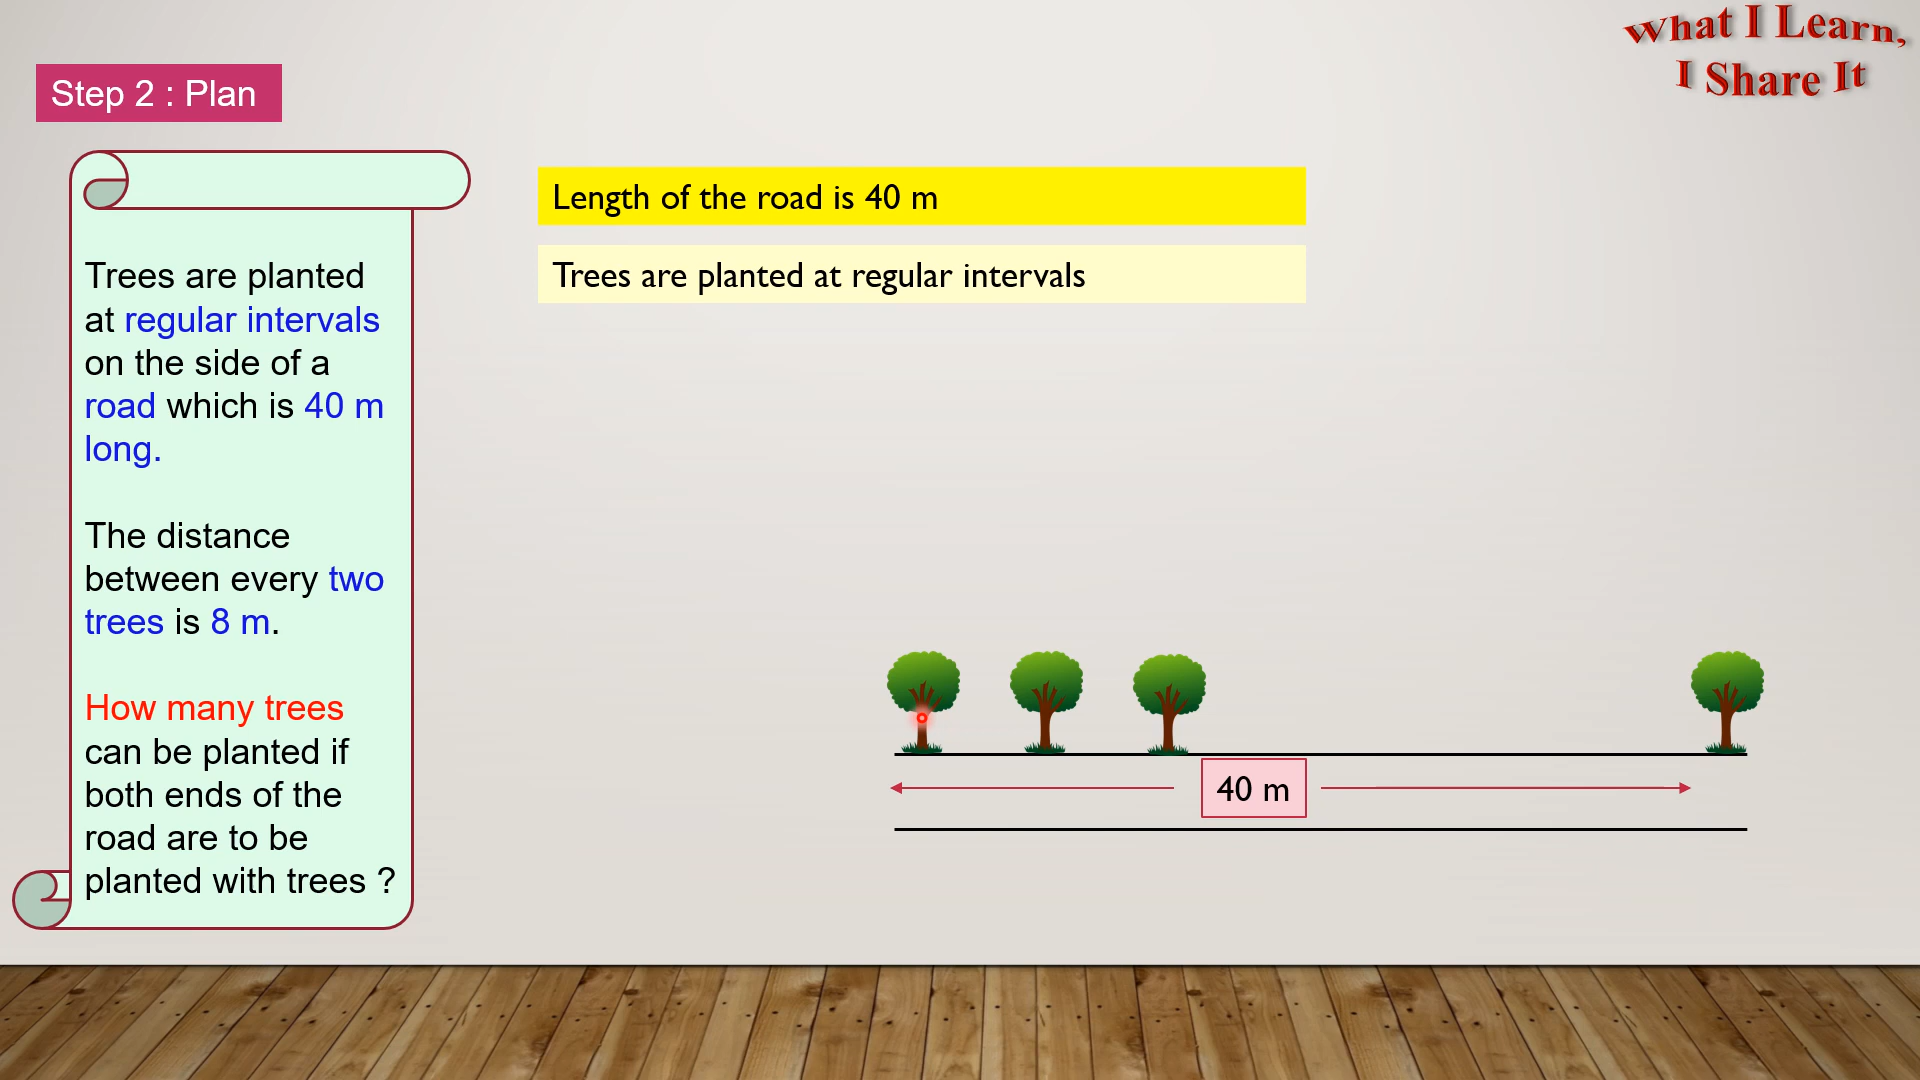 What I Learn,
I Share It
Step 2 : Plan
Trees are planted
at regular intervals
on the side of a
road which is 40 m
long.
The distance
between every two
trees is 8 m.
How many trees
can be planted if
both ends of the
road are to be
planted with trees ?
Length of the road is 40 m
Trees are planted at regular intervals
40 m